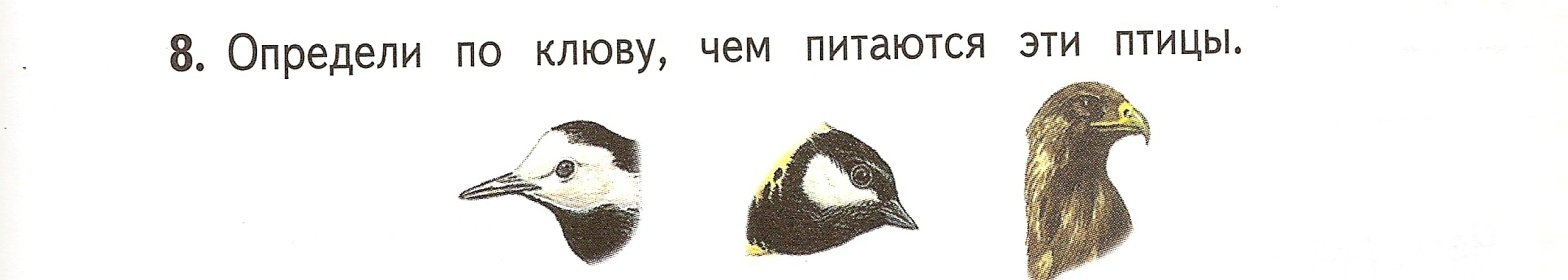 8. Определи по клюву, чем питаются эти птицы.